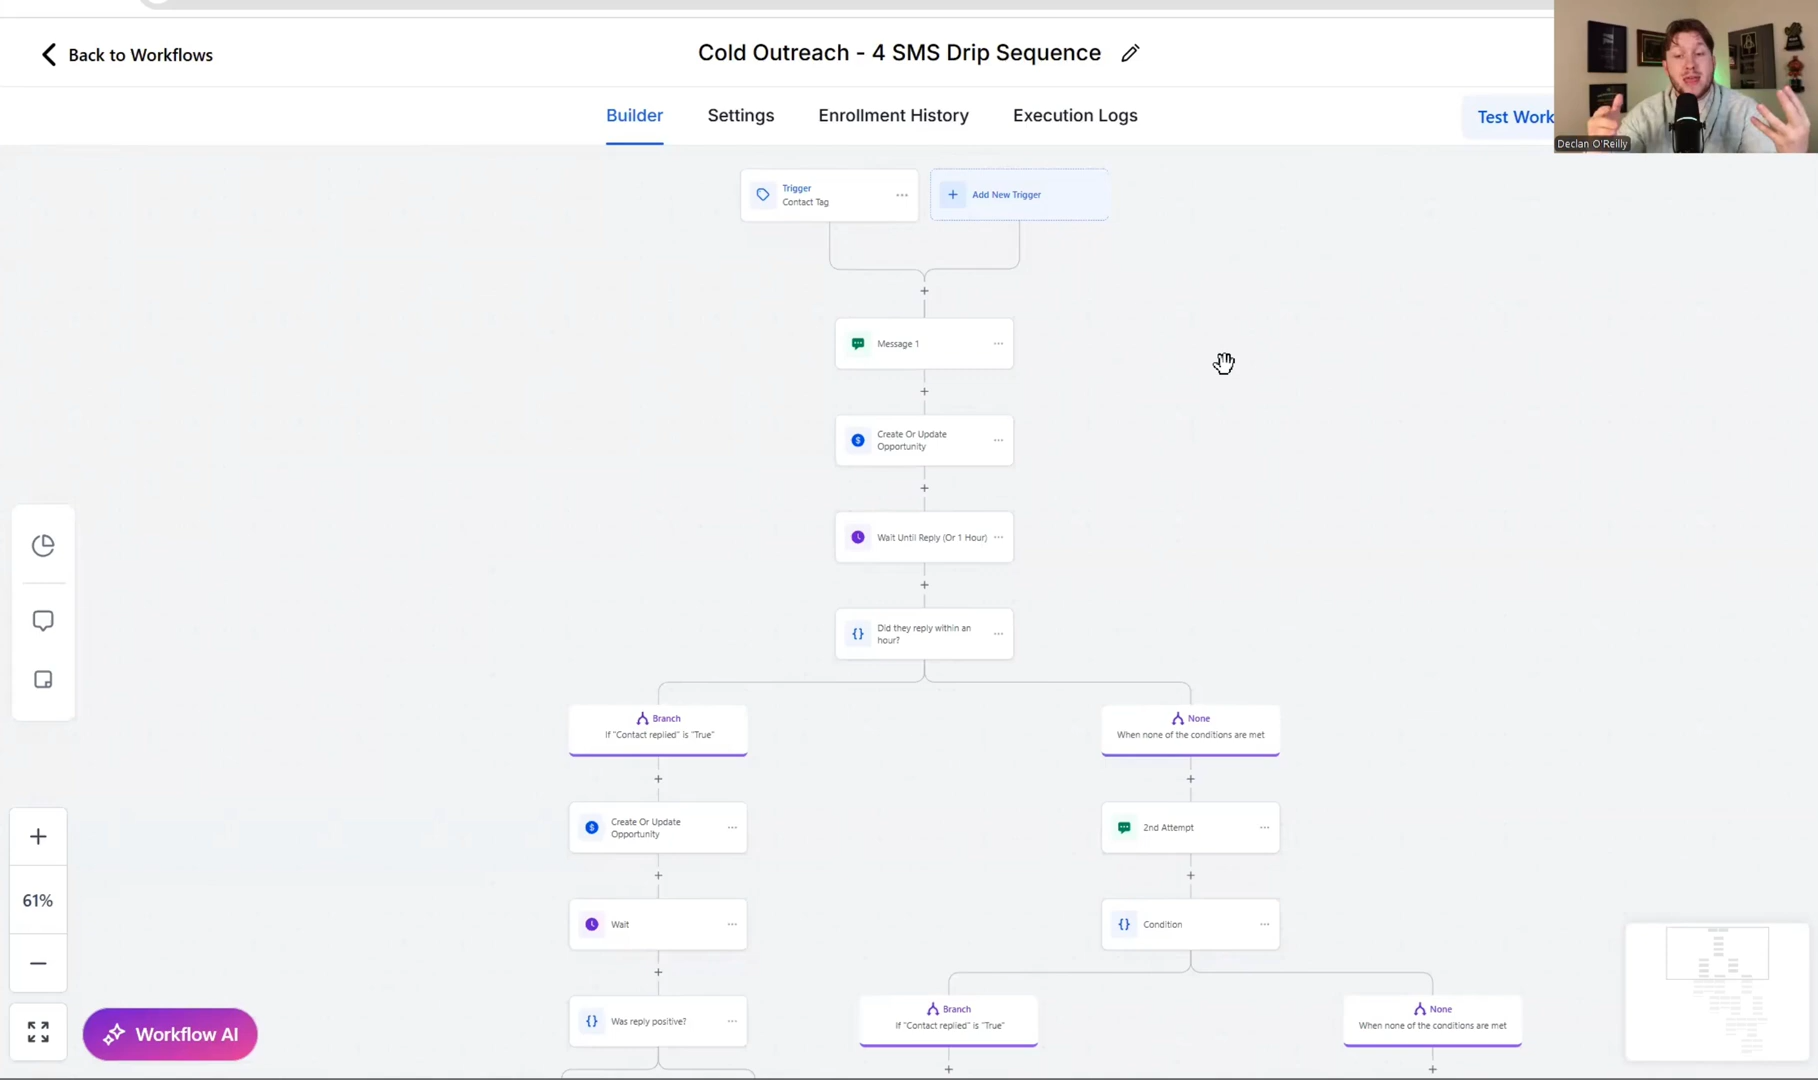 Back to Workflows
Cold Outreach - 4 SMS Drip Sequence
Builder
Settings
Enrollment History
Execution Logs
Test Work
Declan O'Reilly
Trigger
Contact Tag
Add New Trigger
Message 1
Create Or Update
Opportunity
Wait Until Reply (Or 1 Hour)
Did they reply within an
hour?
Branch
If "Contact replied" is "True"
None
When none of the conditions are met
Create Or Update
Opportunity
2nd Attempt
Wait
Condition
Was reply positive?
Branch
If "Contact replied" is "True"
None
When none of the conditions are met
61%
Workflow AI